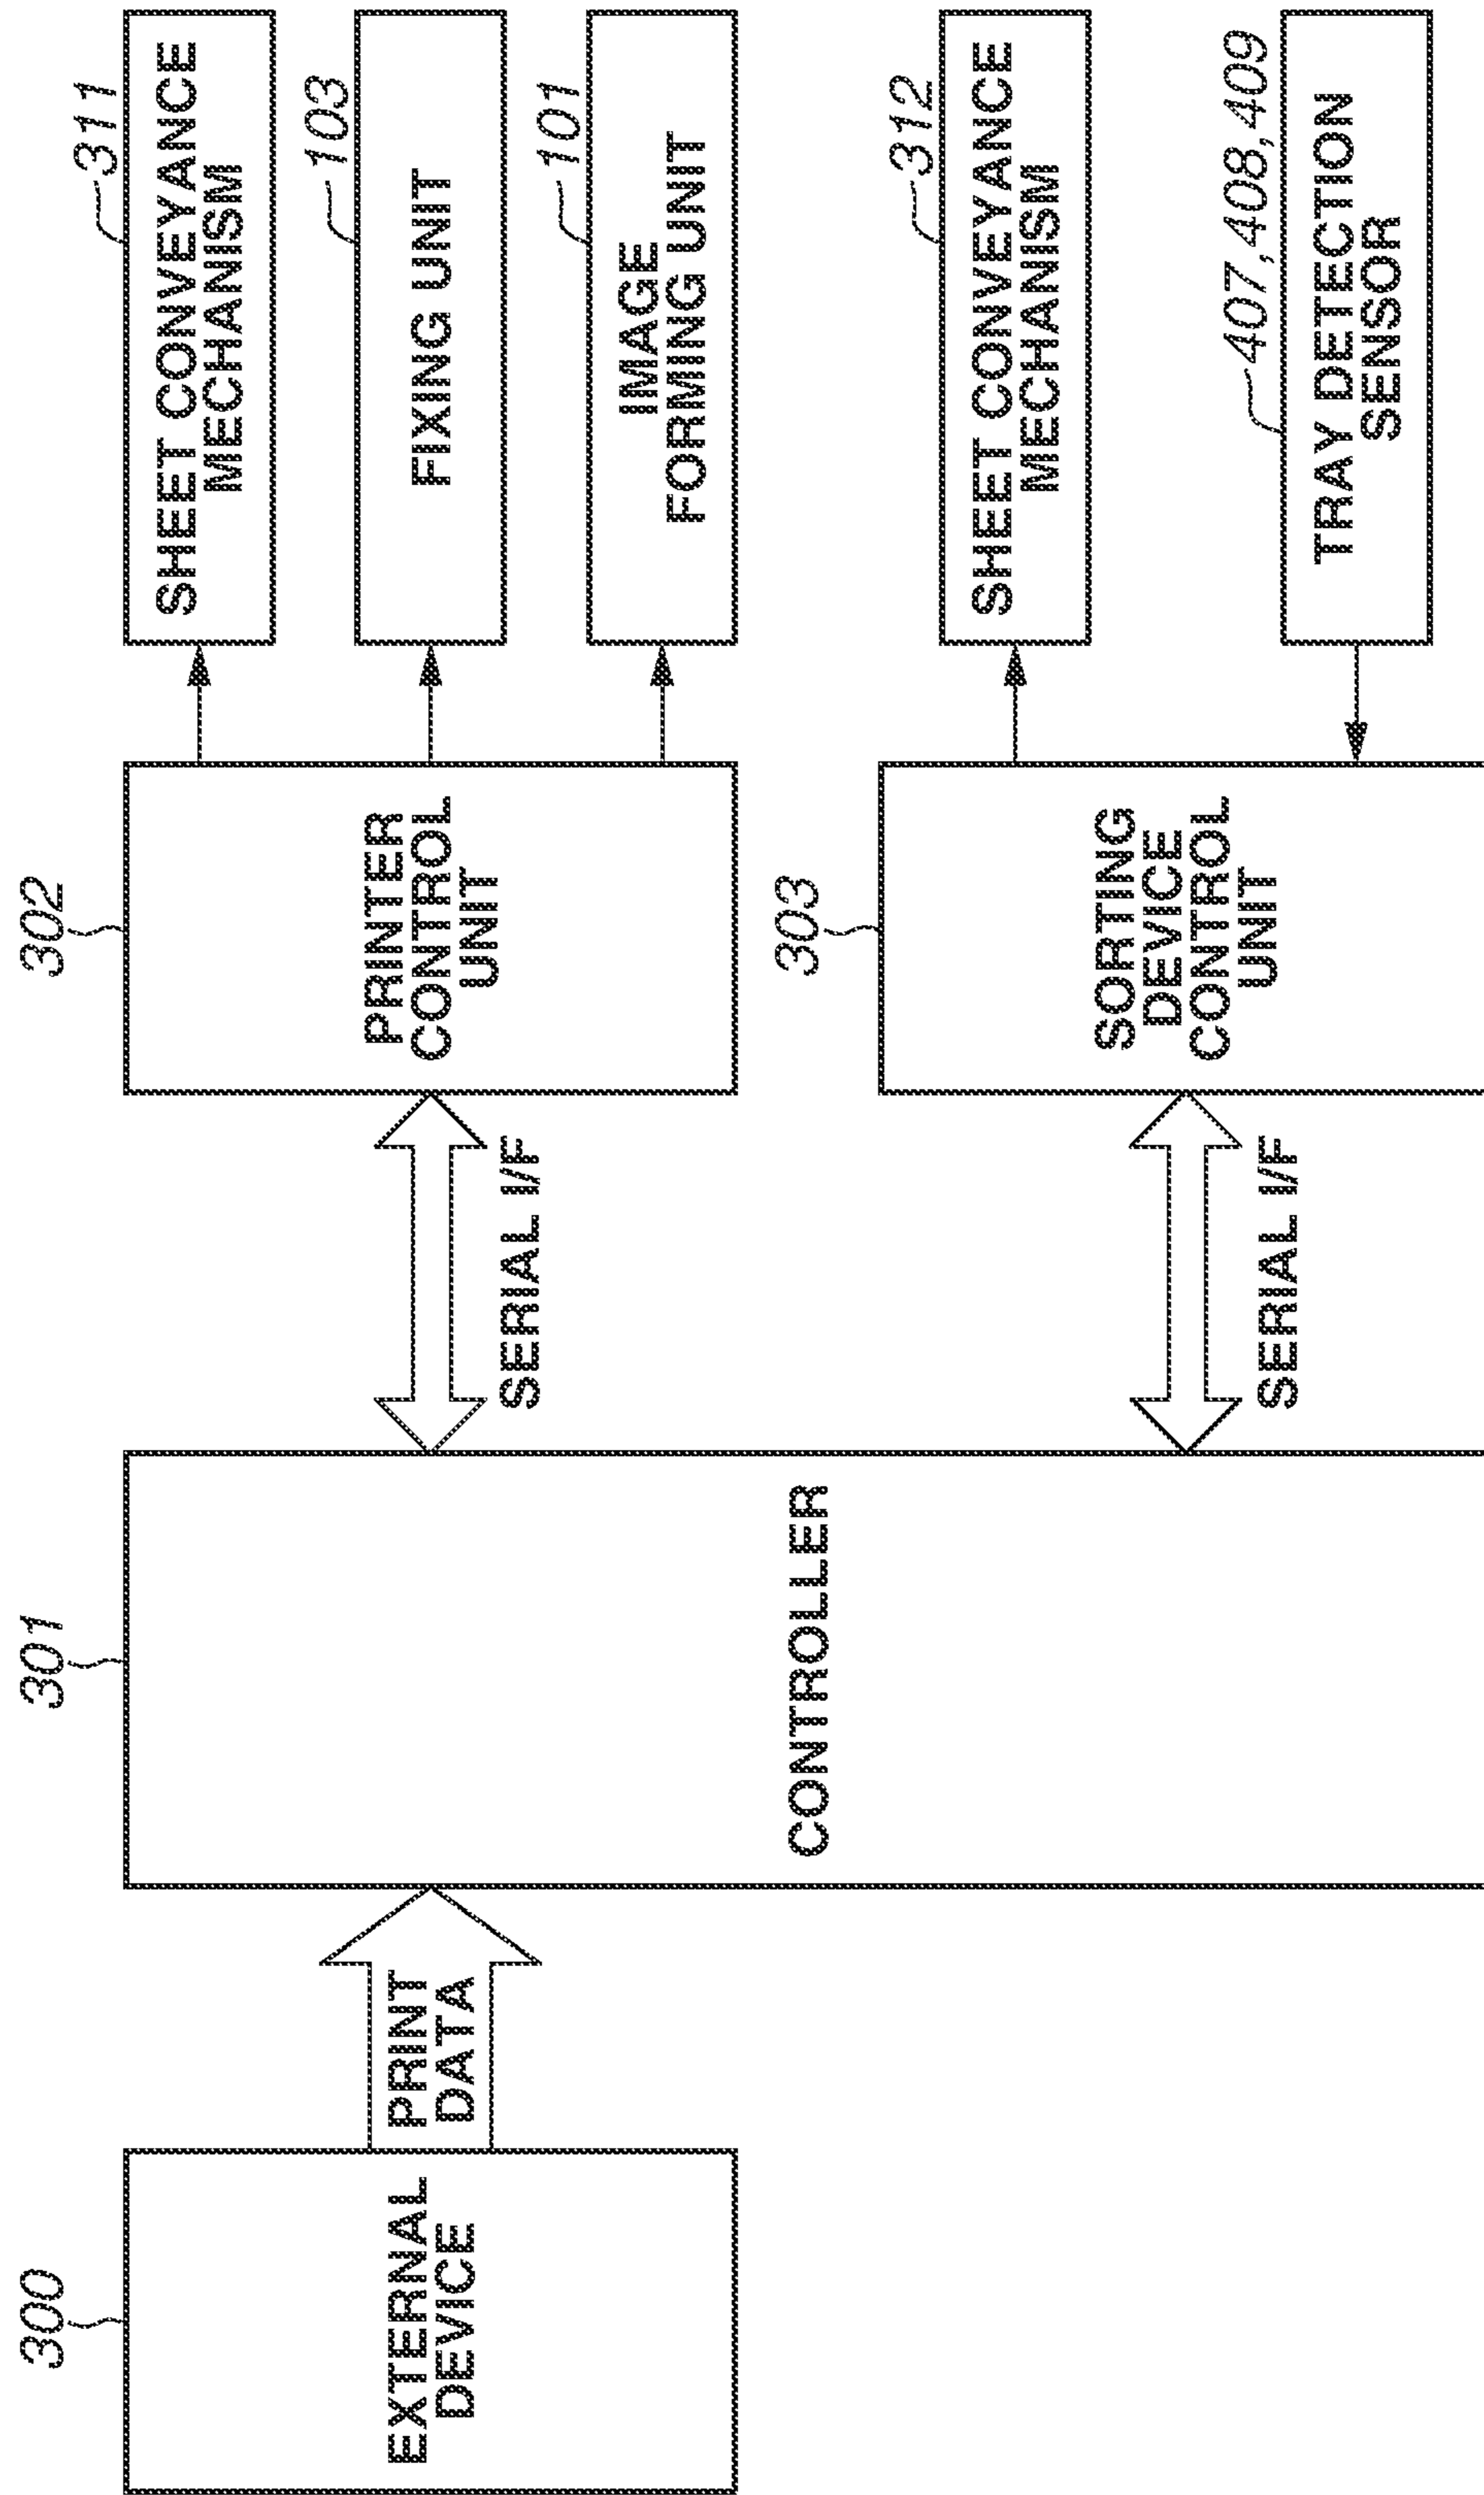 300
EXTERNAL
DEVICE
PRINT
DATA
301
CONTROLLER
SERIAL I/F
SERIAL I/F
302
PRINTER
CONTROL
UNIT
303
SORTING
DEVICE
CONTROL
UNIT
311
SHEET CONVEYANCE
MECHANISM
103
FIXING UNIT
101
IMAGE
FORMING UNIT
312
SHEET CONVEYANCE
MECHANISM
407, 408, 409
TRAY DETECTION
SENSOR